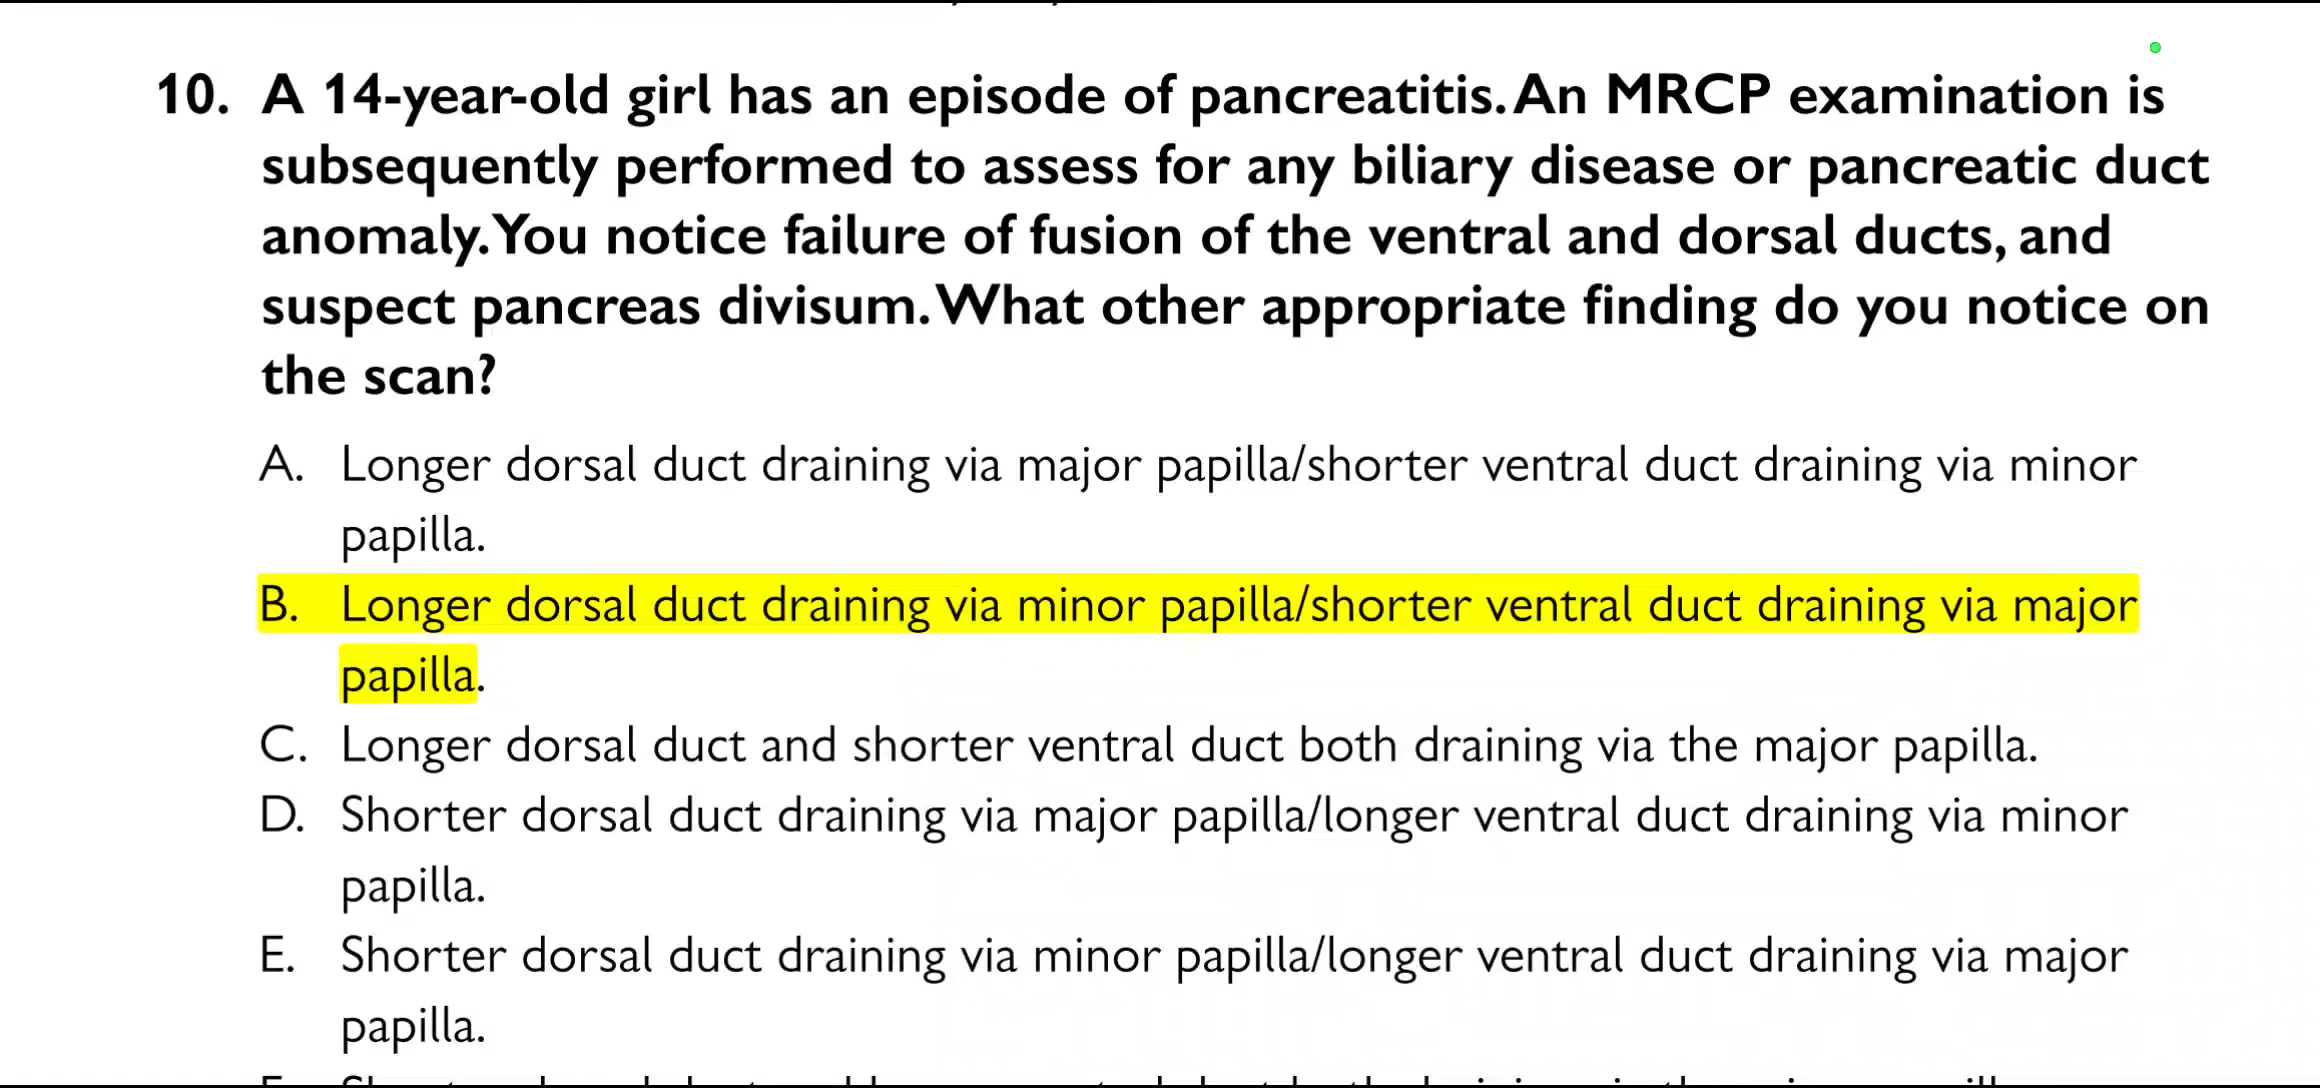 10. A 14-year-old girl has an episode of pancreatitis. An MRCP examination is
subsequently performed to assess for any biliary disease or pancreatic duct
anomaly. You notice failure of fusion of the ventral and dorsal ducts, and
suspect pancreas divisum. What other appropriate finding do you notice on
the scan?
A. Longer dorsal duct draining via major papilla/shorter ventral duct draining via minor
papilla.
B. Longer dorsal duct draining via minor papilla/shorter ventral duct draining via major
papilla.
C. Longer dorsal duct and shorter ventral duct both draining via the major papilla.
D. Shorter dorsal duct draining via major papilla/longer ventral duct draining via minor
papilla.
E. Shorter dorsal duct draining via minor papilla/longer ventral duct draining via major
papilla.